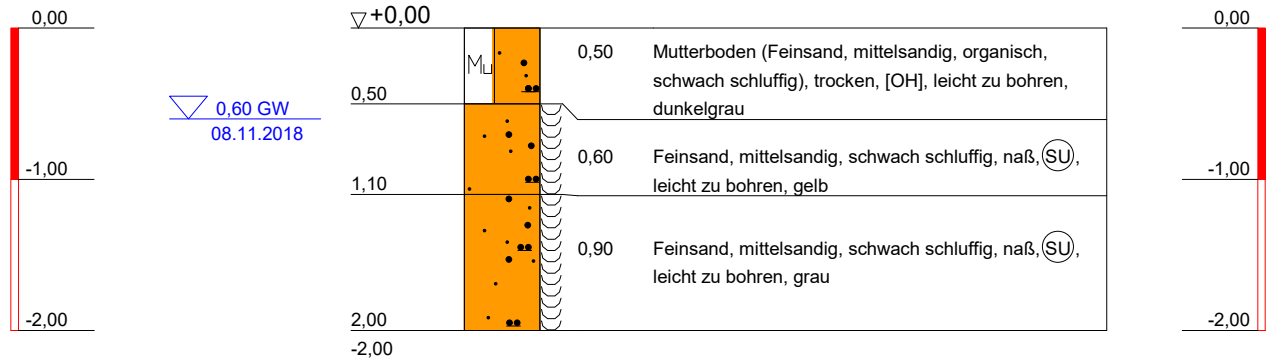 0,00
+0,00
0,00
Mu
0,50
Mutterboden (Feinsand, mittelsandig, organisch,
schwach schluffig), trocken, [OH], leicht zu bohren,
dunkelgrau
0,50
0,60 GW
08.11.2018
0,60
Feinsand, mittelsandig, schwach schluffig, naß, SU,
leicht zu bohren, gelb
-1,00
1,10
-1,00
0,90
Feinsand, mittelsandig, schwach schluffig, naß, SU,
leicht zu bohren, grau
-2,00
2,00
-2,00
-2,00